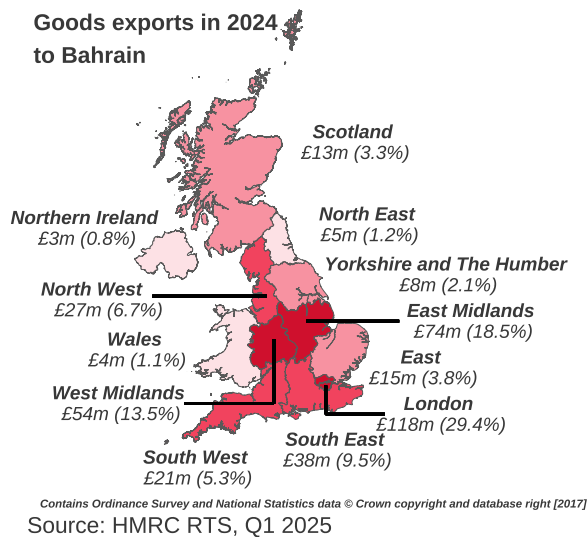 Goods exports in 2024
to Bahrain
Scotland
£13m (3.3%)
Northern Ireland
£3m (0.8%)
North East
£5m (1.2%)
Yorkshire and The Humber
£8m (2.1%)
North West
£27m (6.7%)
East Midlands
£74m (18.5%)
Wales
£4m (1.1%)
East
£15m (3.8%)
West Midlands
£54m (13.5%)
London
£118m (29.4%)
South East
£38m (9.5%)
South West
£21m (5.3%)
Contains Ordinance Survey and National Statistics data © Crown copyright and database right [2017]
Source: HMRC RTS, Q1 2025